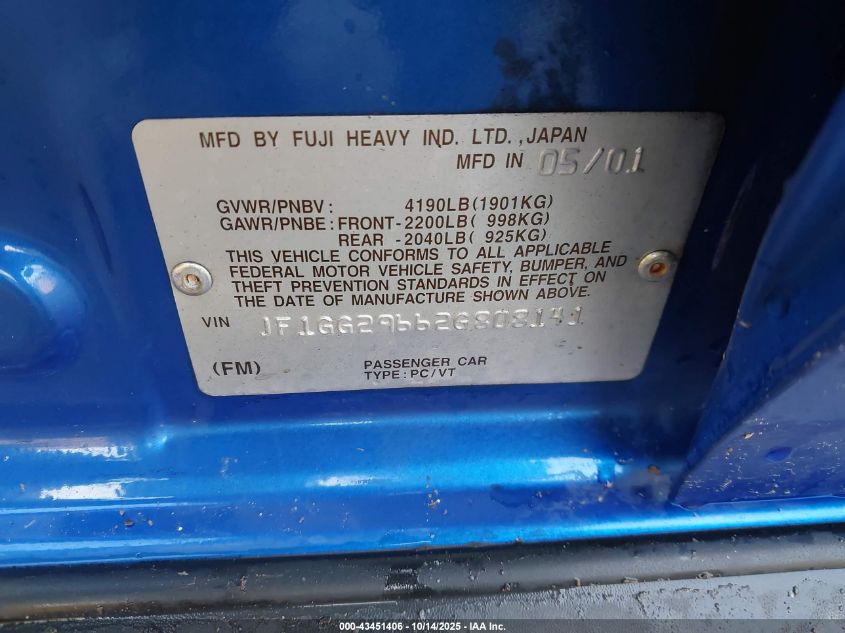 MFD BY FUJI HEAVY IND. LTD., JAPAN
MFD IN 05/01
GVWR/PNBV: 4190LB(1901KG)
GAWR/PNBE: FRONT-2200LB( 998KG)
REAR -2040LB( 925KG)
THIS VEHICLE CONFORMS TO ALL APPLICABLE
FEDERAL MOTOR VEHICLE SAFETY, BUMPER, AND
THEFT PREVENTION STANDARDS IN EFFECT ON
THE DATE OF MANUFACTURE SHOWN ABOVE.
VIN JF1GG29662G808141
(FM) PASSENGER CAR
TYPE: PC/VT
000-43451406 - 10/14/2025 - IAA Inc.